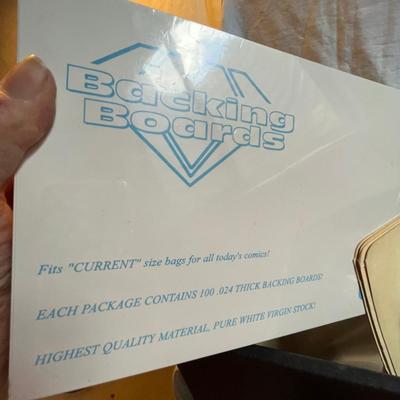 Backing
Boards
Fits "CURRENT" size bags for all today's comics!
EACH PACKAGE CONTAINS 100 .024 THICK BACKING BOARDS!
HIGHEST QUALITY MATERIAL, PURE WHITE VIRGIN STOCK!